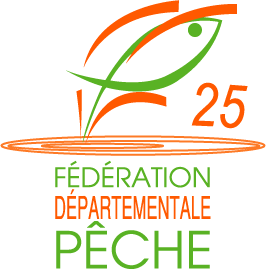 25
FÉDÉRATION
DÉPARTEMENTALE
PÊCHE